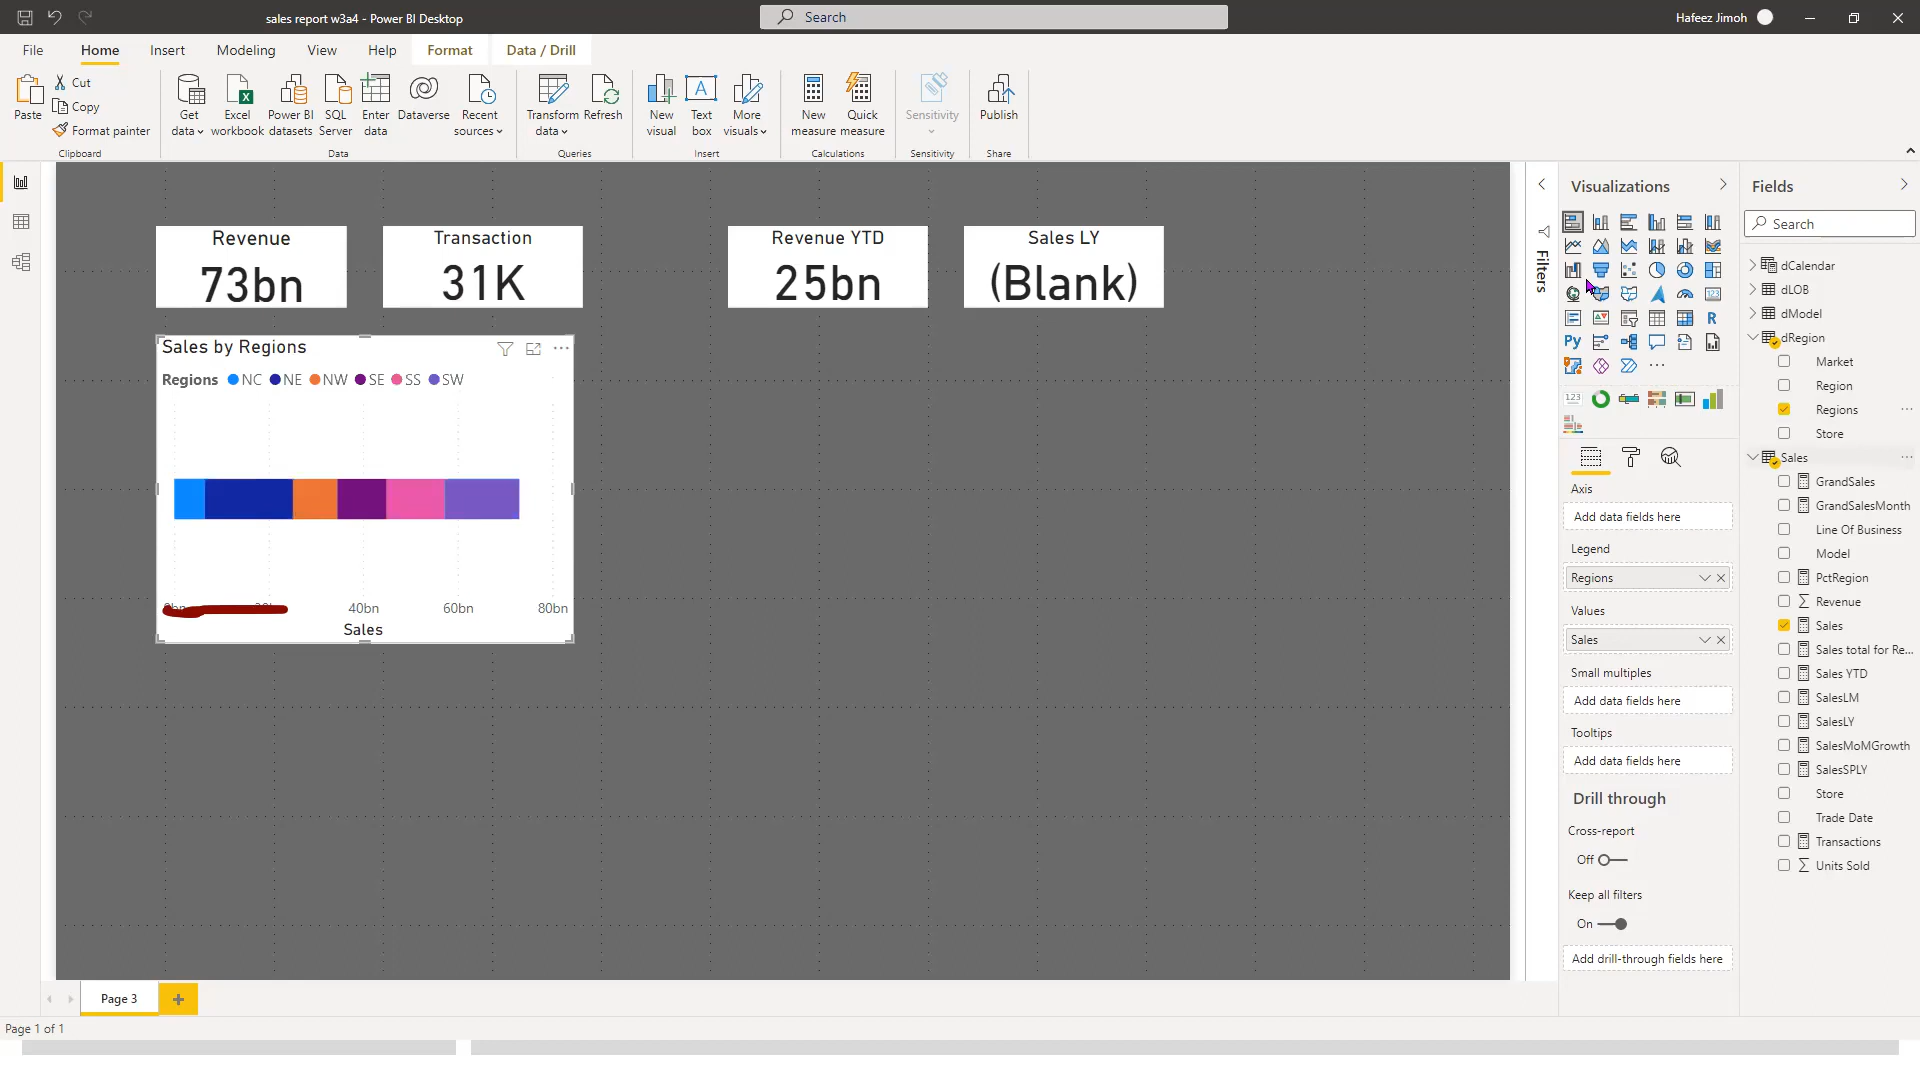 sales report w3a4 - Power BI Desktop
Search
Hafeez Jimoh
File Home Insert Modeling View Help Format Data / Drill
Paste
Cut
Copy
Format painter
Clipboard
Get data
Excel workbook
Power BI datasets
SQL Server
Enter data
Dataverse
Recent sources
Data
Transform data
Refresh
Queries
New visual
Text box
More visuals
Insert
New measure
Quick measure
Calculations
Sensitivity
Sensitivity
Publish
Share
Revenue
73bn
Transaction
31K
Revenue YTD
25bn
Sales LY
(Blank)
Sales by Regions
Regions NC NE NW SE SS SW
40bn 60bn 80bn
Sales
Filters
Visualizations
123
R
Py
123
Axis
Add data fields here
Legend
Regions
Values
Sales
Small multiples
Add data fields here
Tooltips
Add data fields here
Drill through
Cross-report
Off
Keep all filters
On
Add drill-through fields here
Fields
Search
dCalendar
dLOB
dModel
dRegion
Market
Region
Regions
Store
Sales
GrandSales
GrandSalesMonth
Line Of Business
Model
PctRegion
Revenue
Sales
Sales total for Re...
Sales YTD
SalesLM
SalesLY
SalesMoMGrowth
SalesSPLY
Store
Trade Date
Transactions
Units Sold
Page 3
Page 1 of 1